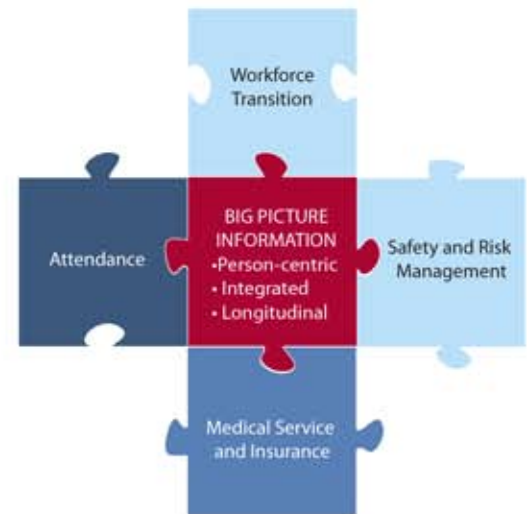 Workforce
Transition
Attendance
BIG PICTURE
INFORMATION
•Person-centric
• Integrated
• Longitudinal
Safety and Risk
Management
Medical Service
and Insurance